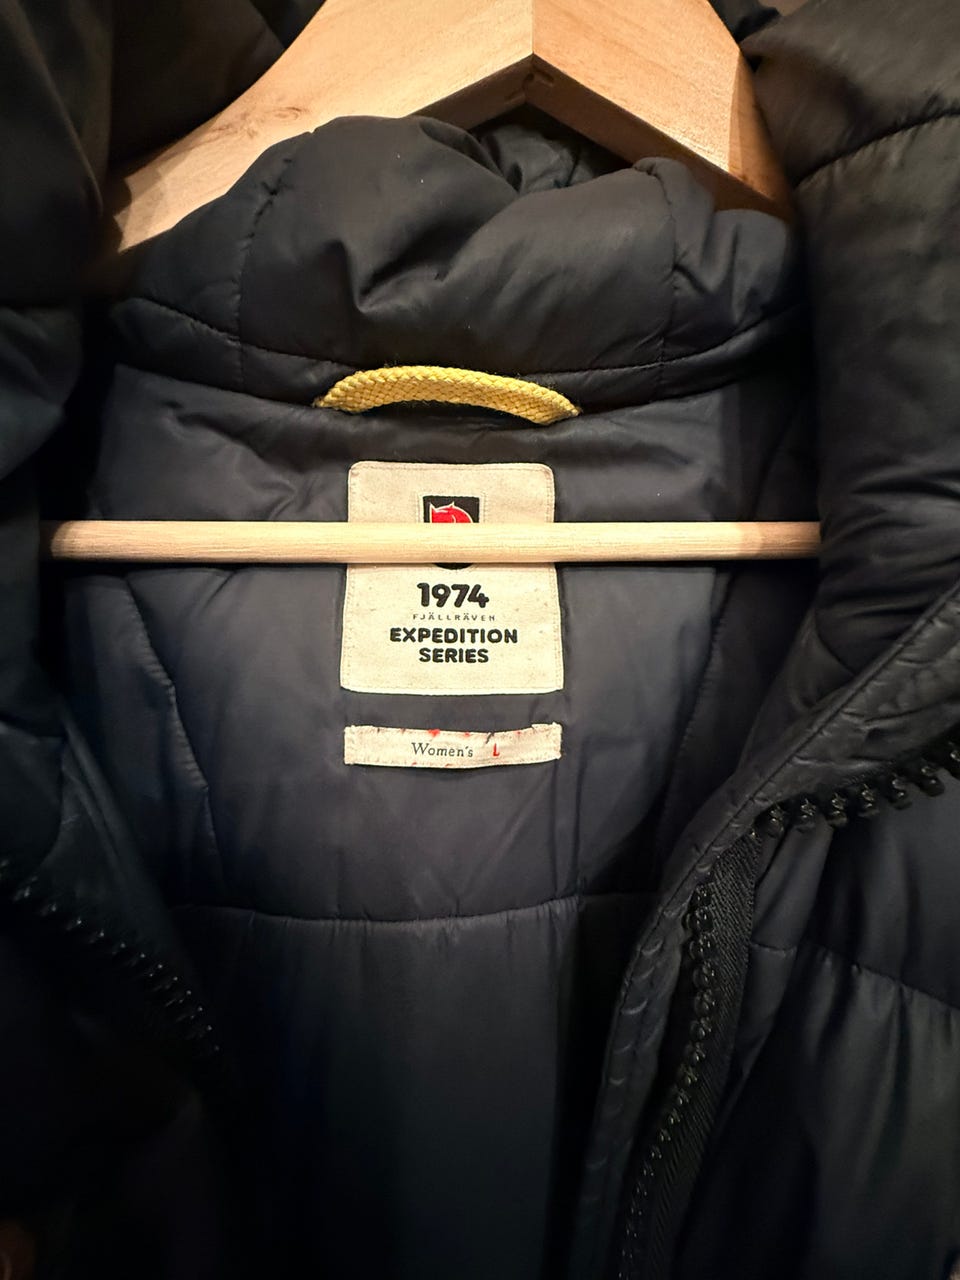 1974
FJÄLLRÄVEN
EXPEDITION
SERIES
Women's L